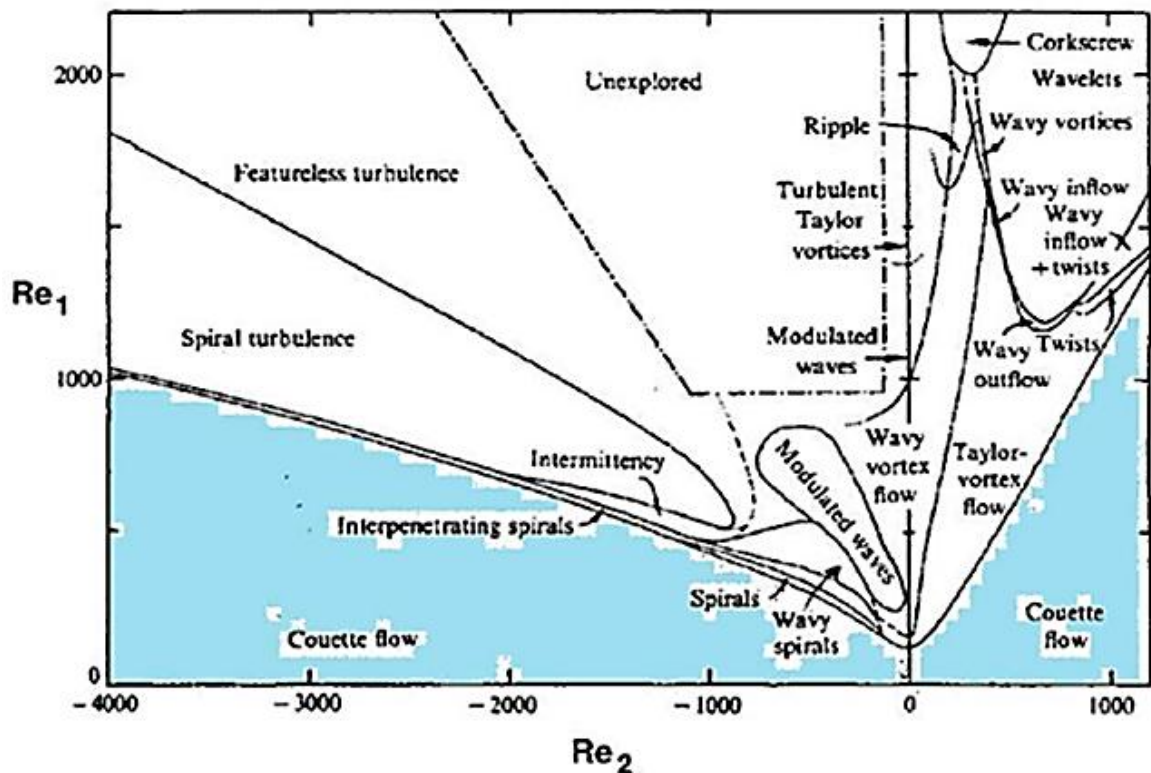 Corkscrew
2000
Unexplored
Wavelets
Ripple
Wavy vortices
Featureless turbulence
Turbulent
Taylor
vortices
Wavy inflow
Wavy
inflow
+ twists
Re1
Spiral turbulence
Modulated
waves
Wavy
outflow
Twists
1000
Intermittency
Modulated waves
Wavy
vortex
flow
Taylor-
vortex
flow
Interpenetrating spirals
Spirals
Wavy
spirals
Couette flow
Couette
flow
0
−4000
−3000
−2000
−1000
0
1000
Re2